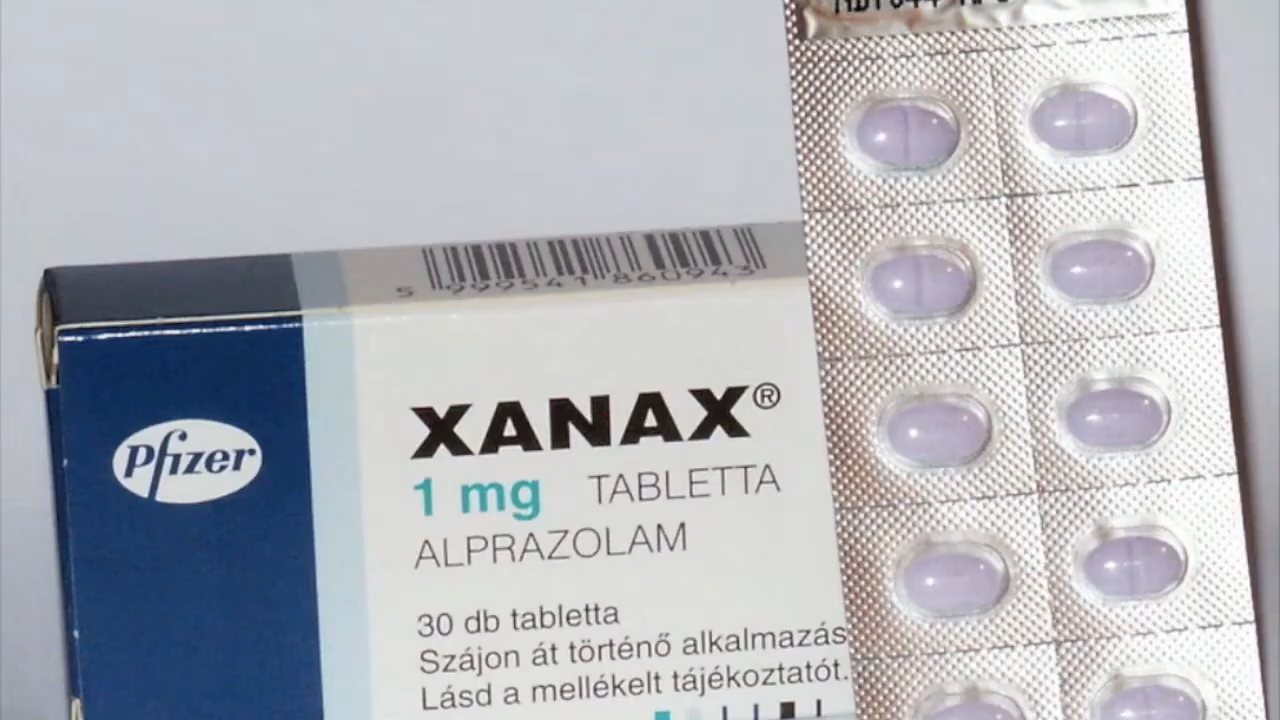 5 999541 860943
Pfizer
XANAX®
1 mg TABLETTA
ALPRAZOLAM
30 db tabletta
Szájon át történő alkalmazás
Lásd a mellékelt tájékoztatót.